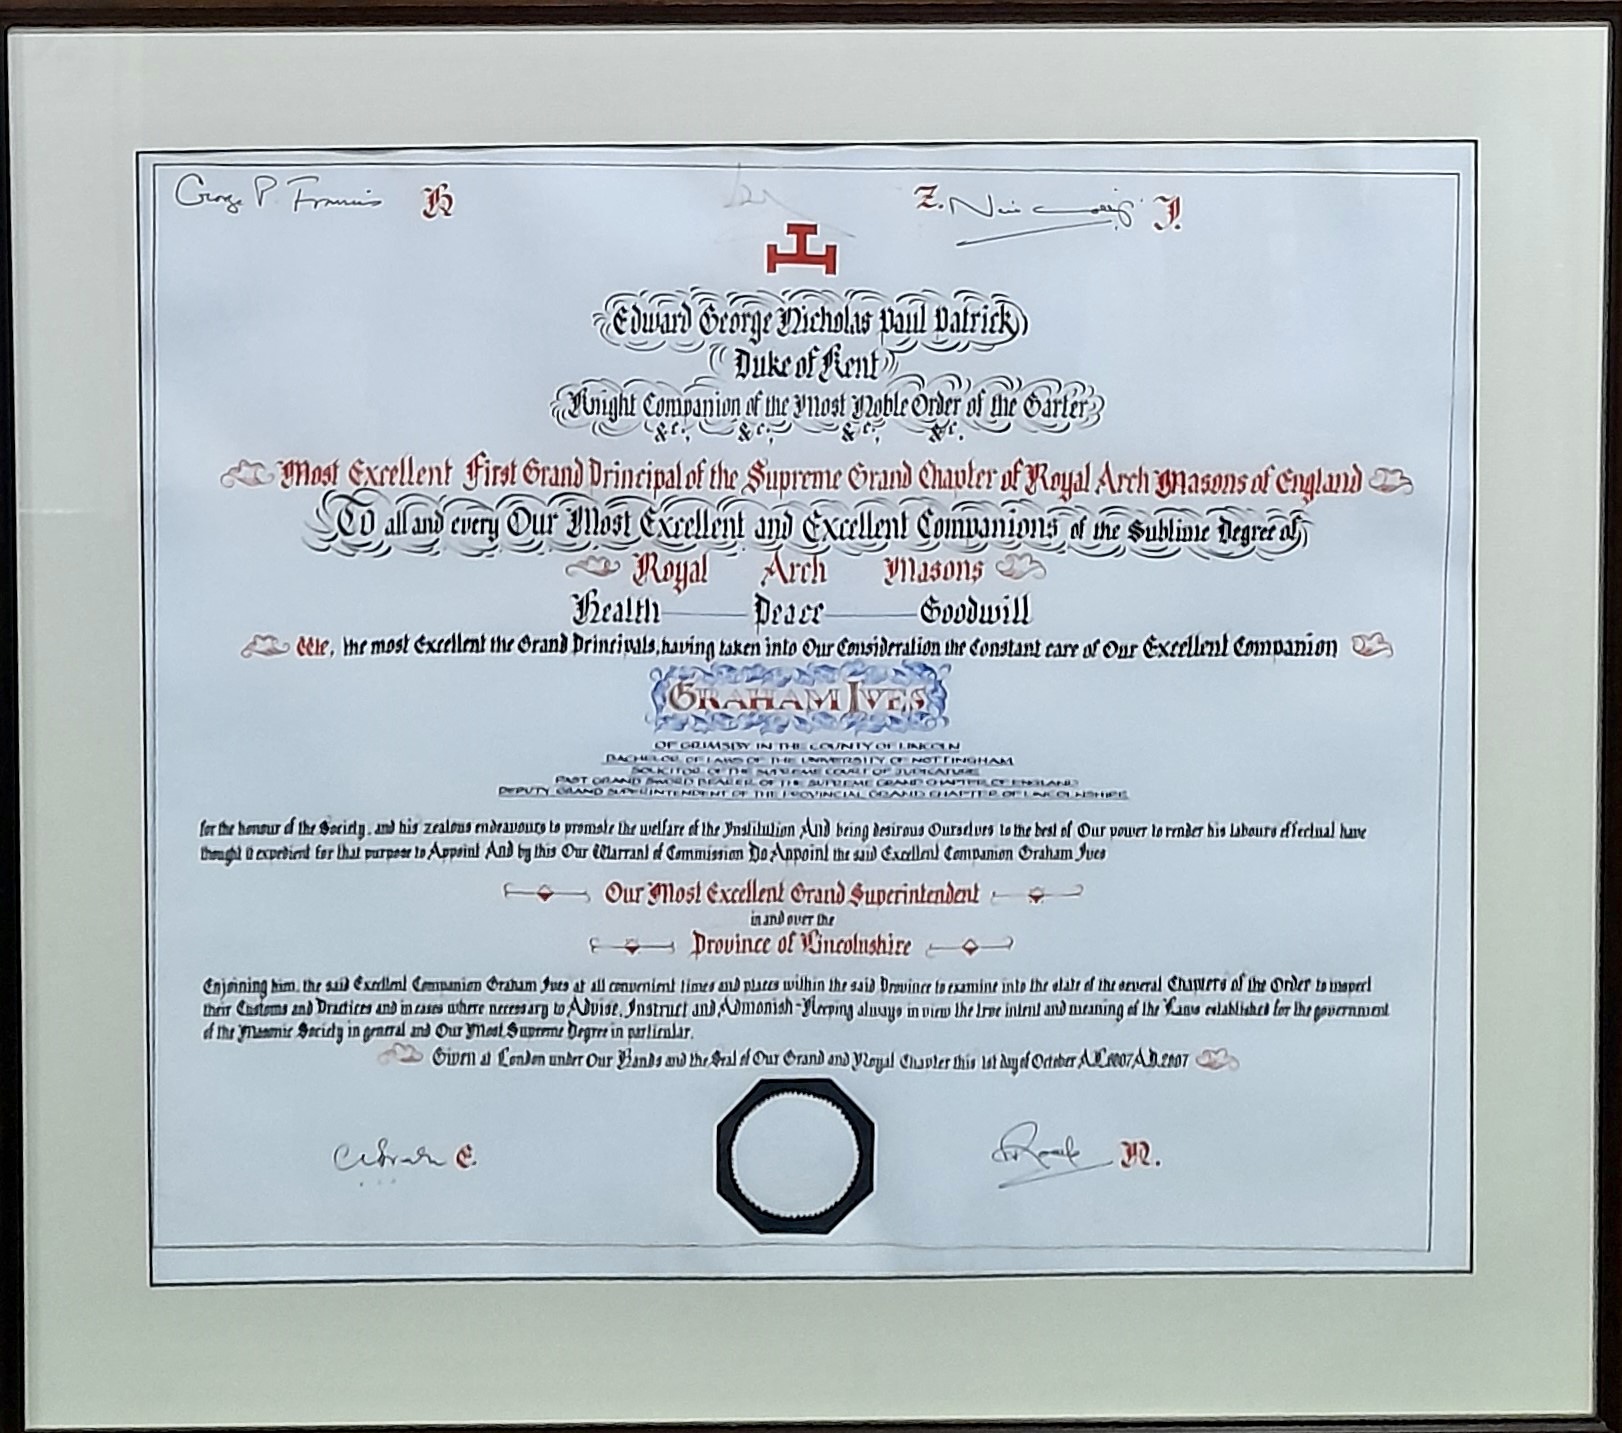 George P. Francis H Z. J.
Edward George Nicholas Paul Patrick
Duke of Kent
Knight Companion of the Most Noble Order of the Garter
&c; &c; &c; &c.
Most Excellent First Grand Principal of the Supreme Grand Chapter of Royal Arch Masons of England
To all and every Our Most Excellent and Excellent Companions of the Sublime Degree of
Royal Arch Masons
Health Peace Goodwill
We, the most Excellent the Grand Principals, having taken into Our Consideration the Constant care of Our Excellent Companion
GRAHAM IVES
OF GRIMSBY IN THE COUNTY OF LINCOLN
BACHELOR OF LAWS OF THE UNIVERSITY OF NOTTINGHAM
SOLICITOR OF THE SUPREME COURT OF JUDICATURE
PAST GRAND SWORD BEARER OF THE SUPREME GRAND CHAPTER OF ENGLAND
DEPUTY GRAND SUPERINTENDENT OF THE PROVINCIAL GRAND CHAPTER OF LINCOLNSHIRE
for the honour of the Society, and his zealous endeavours to promote the welfare of the Institution And being desirous Ourselves to the best of Our power to render his labours effectual have
thought it expedient for that purpose to Appoint And by this Our Warrant of Commission Do Appoint the said Excellent Companion Graham Ives
Our Most Excellent Grand Superintendent
in and over the
Province of Lincolnshire
Enjoining him, the said Excellent Companion Graham Ives at all convenient times and places within the said Province to examine into the state of the several Chapters of the Order to inspect
their Customs and Practices and in cases where necessary to Advise, Instruct and Admonish - Keeping always in view the true intent and meaning of the Laws established for the government
of the Masonic Society in general and Our Most Supreme Degree in particular.
Given at London under Our Hands and the Seal of Our Grand and Royal Chapter this 1st day of October A.L.6007 A.D.2007
E. N.